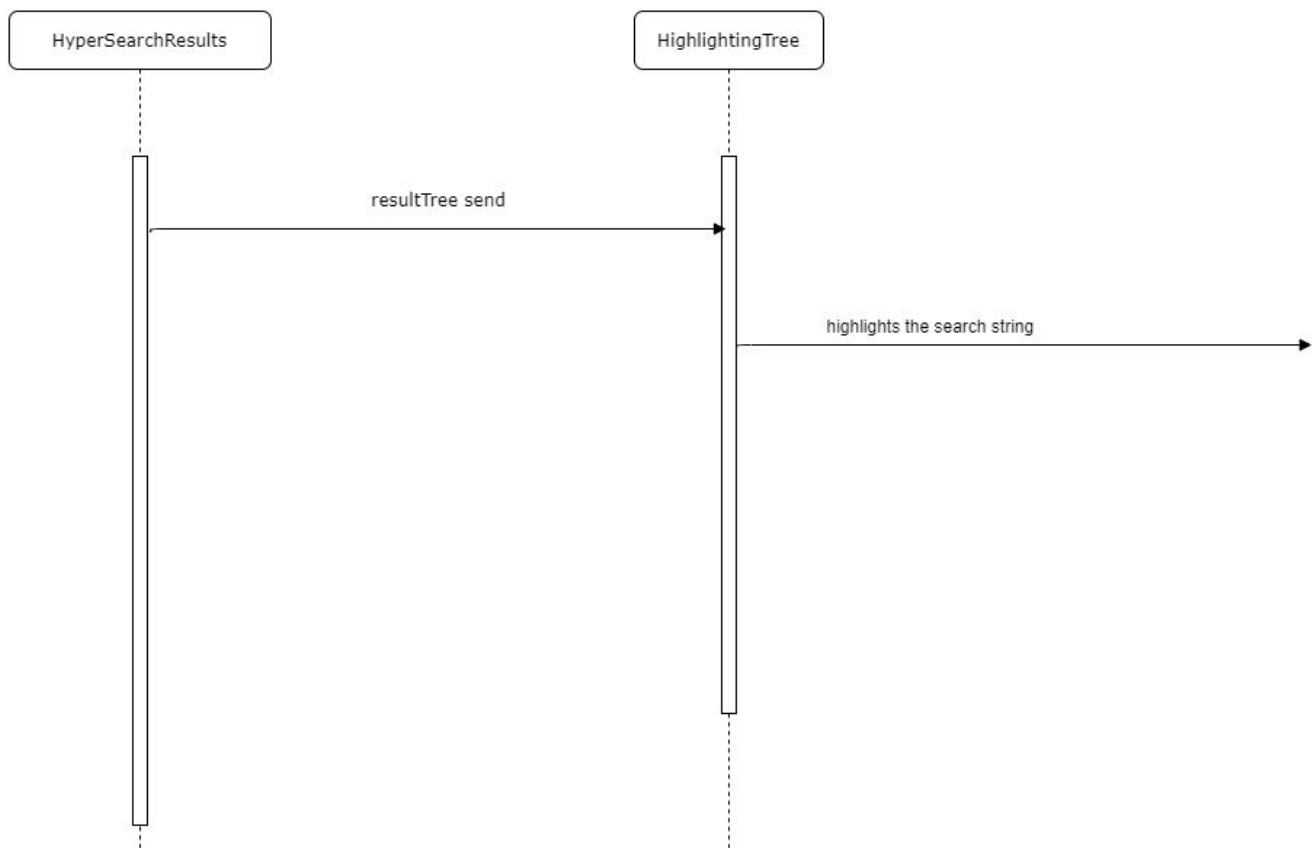 HyperSearchResults
HighlightingTree
resultTree send
highlights the search string